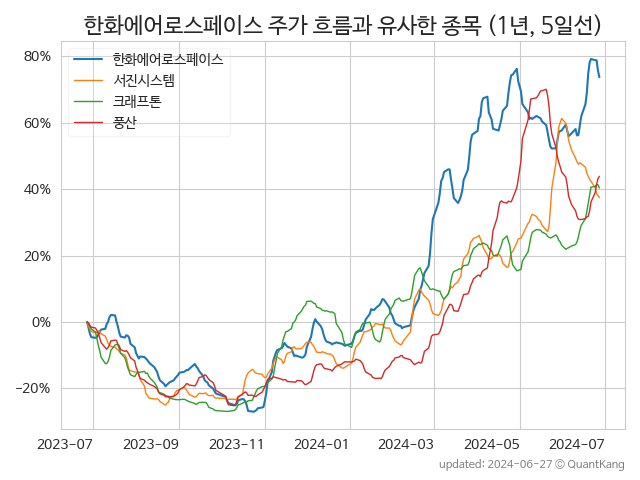 한화에어로스페이스 주가 흐름과 유사한 종목 (1년, 5일선)
한화에어로스페이스
서진시스템
크래프톤
풍산
80%
60%
40%
20%
0%
−20%
2023-07 2023-09 2023-11 2024-01 2024-03 2024-05 2024-07
updated: 2024-06-27 © QuantKang